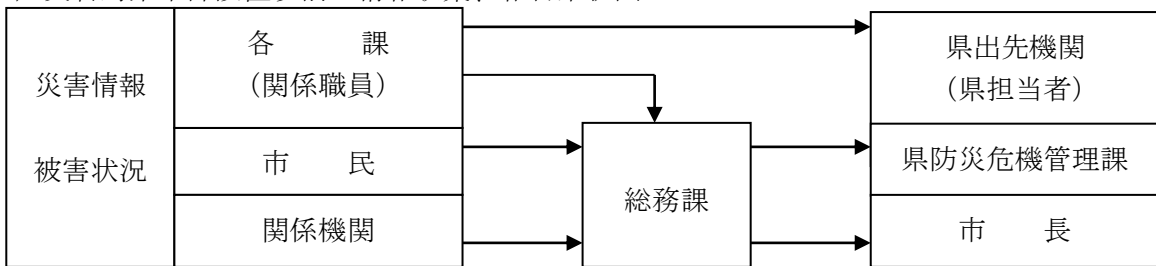 災害情報
被害状況
各　　課
（関係職員）
市　　民
関係機関
総務課
県出先機関
（県担当者）
県防災危機管理課
市　　長